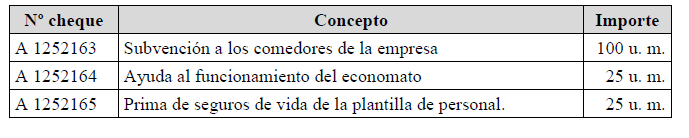 Nº cheque Concepto Importe
A 1252163 Subvención a los comedores de la empresa 100 u. m.
A 1252164 Ayuda al funcionamiento del economato 25 u. m.
A 1252165 Prima de seguros de vida de la plantilla de personal. 25 u. m.